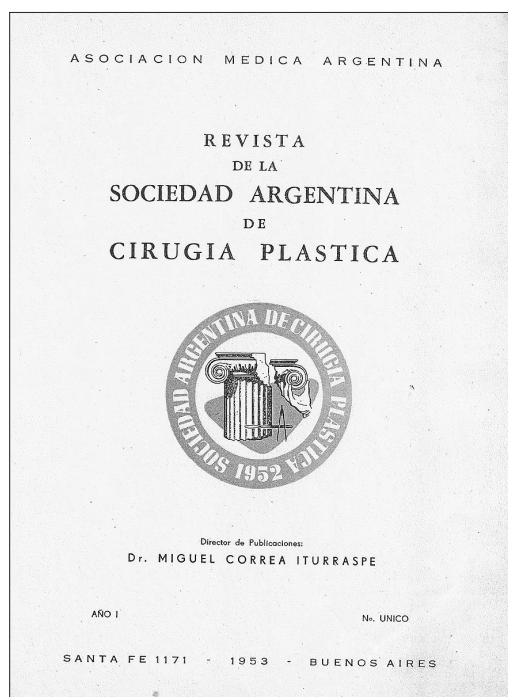 ASOCIACION MEDICA ARGENTINA
REVISTA
DE LA
SOCIEDAD ARGENTINA
DE
CIRUGIA PLASTICA
SOCIEDAD ARGENTINA DE CIRUGIA PLASTICA
1952
Director de Publicaciones:
Dr. MIGUEL CORREA ITURRASPE
AÑO I
No. UNICO
SANTA FE 1171 - 1953 - BUENOS AIRES